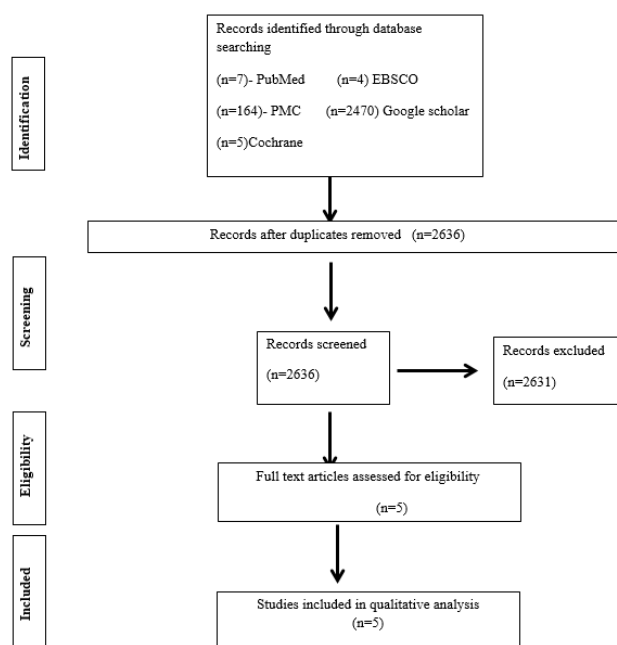 Records identified through database
searching
(n=7)- PubMed (n=4) EBSCO
(n=164)- PMC (n=2470) Google scholar
(n=5)Cochrane
Identification
Records after duplicates removed (n=2636)
Screening
Records screened
(n=2636)
Records excluded
(n=2631)
Eligibility
Full text articles assessed for eligibility
(n=5)
Included
Studies included in qualitative analysis
(n=5)